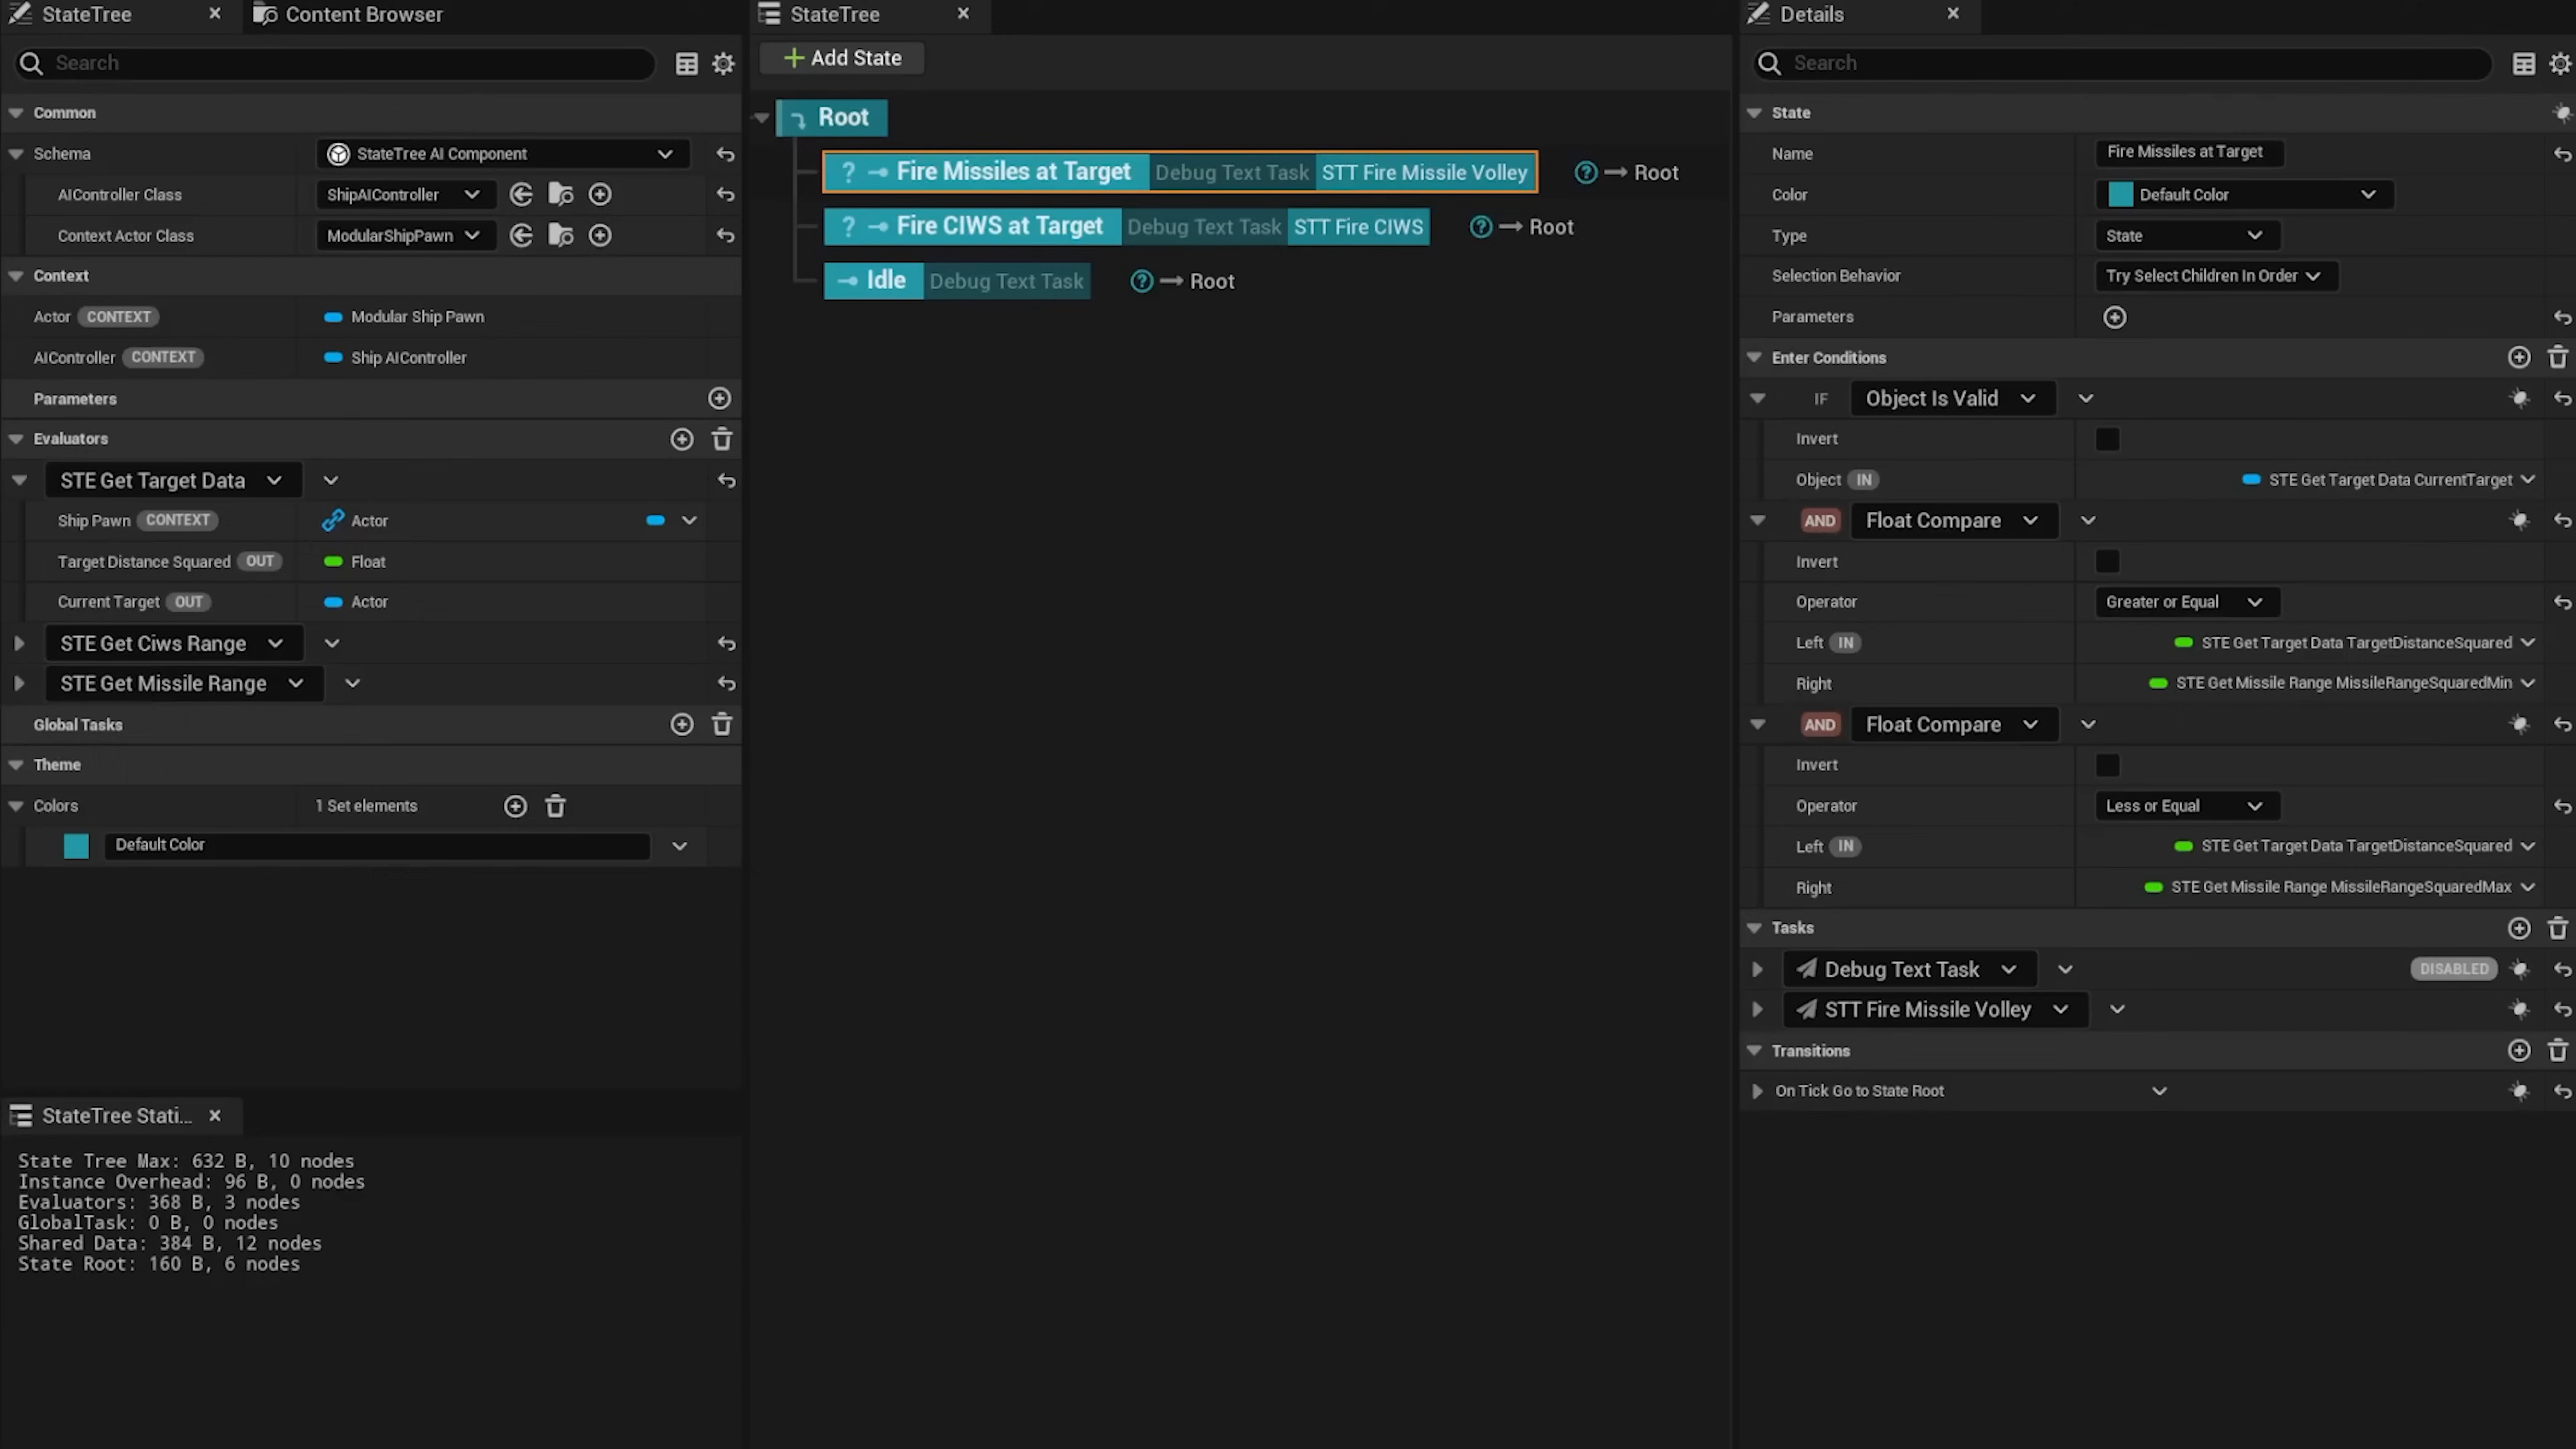 StateTree
Content Browser
Search
Common
Schema
StateTree AI Component
AIController Class
ShipAIController
Context Actor Class
ModularShipPawn
Context
Actor CONTEXT
Modular Ship Pawn
AIController CONTEXT
Ship AIController
Parameters
Evaluators
STE Get Target Data
Ship Pawn CONTEXT
Actor
Target Distance Squared OUT
Float
Current Target OUT
Actor
STE Get Ciws Range
STE Get Missile Range
Global Tasks
Theme
Colors
1 Set elements
Default Color
StateTree Stati...
State Tree Max: 632 B, 10 nodes
Instance Overhead: 96 B, 0 nodes
Evaluators: 368 B, 3 nodes
GlobalTask: 0 B, 0 nodes
Shared Data: 384 B, 12 nodes
State Root: 160 B, 6 nodes
StateTree
+ Add State
Root
? Fire Missiles at Target Debug Text Task STT Fire Missile Volley ? → Root
? Fire CIWS at Target Debug Text Task STT Fire CIWS ? → Root
Idle Debug Text Task ? → Root
Details
Search
State
Name
Fire Missiles at Target
Color
Default Color
Type
State
Selection Behavior
Try Select Children In Order
Parameters
Enter Conditions
IF Object Is Valid
Invert
Object IN
STE Get Target Data CurrentTarget
AND Float Compare
Invert
Operator
Greater or Equal
Left IN
STE Get Target Data TargetDistanceSquared
Right
STE Get Missile Range MissileRangeSquaredMin
AND Float Compare
Invert
Operator
Less or Equal
Left IN
STE Get Target Data TargetDistanceSquared
Right
STE Get Missile Range MissileRangeSquaredMax
Tasks
Debug Text Task
DISABLED
STT Fire Missile Volley
Transitions
On Tick Go to State Root